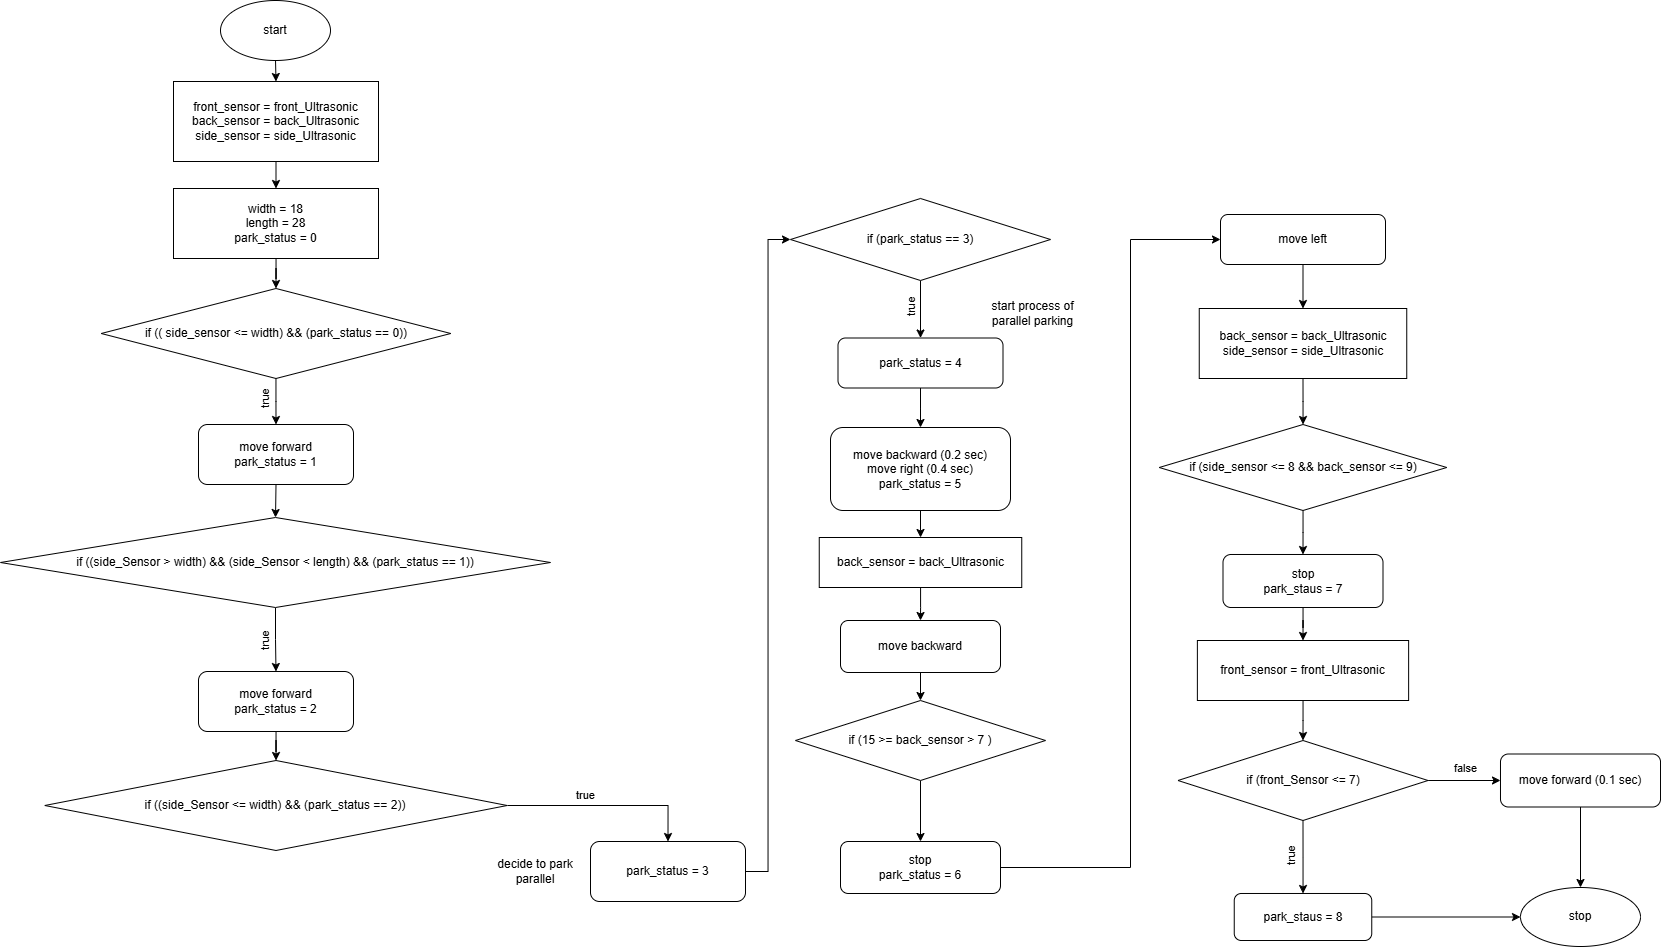 start
front_sensor = front_Ultrasonic
back_sensor = back_Ultrasonic
side_sensor = side_Ultrasonic
width = 18
length = 28
park_status = 0
if (( side_sensor <= width) && (park_status == 0))
true
move forward
park_status = 1
if ((side_Sensor > width) && (side_Sensor < length) && (park_status == 1))
true
move forward
park_status = 2
if ((side_Sensor <= width) && (park_status == 2))
true
decide to park
parallel
park_status = 3
if (park_status == 3)
true
start process of
parallel parking
park_status = 4
move backward (0.2 sec)
move right (0.4 sec)
park_status = 5
back_sensor = back_Ultrasonic
move backward
if (15 >= back_sensor > 7 )
stop
park_status = 6
move left
back_sensor = back_Ultrasonic
side_sensor = side_Ultrasonic
if (side_sensor <= 8 && back_sensor <= 9)
stop
park_staus = 7
front_sensor = front_Ultrasonic
if (front_Sensor <= 7)
false
move forward (0.1 sec)
true
park_staus = 8
stop